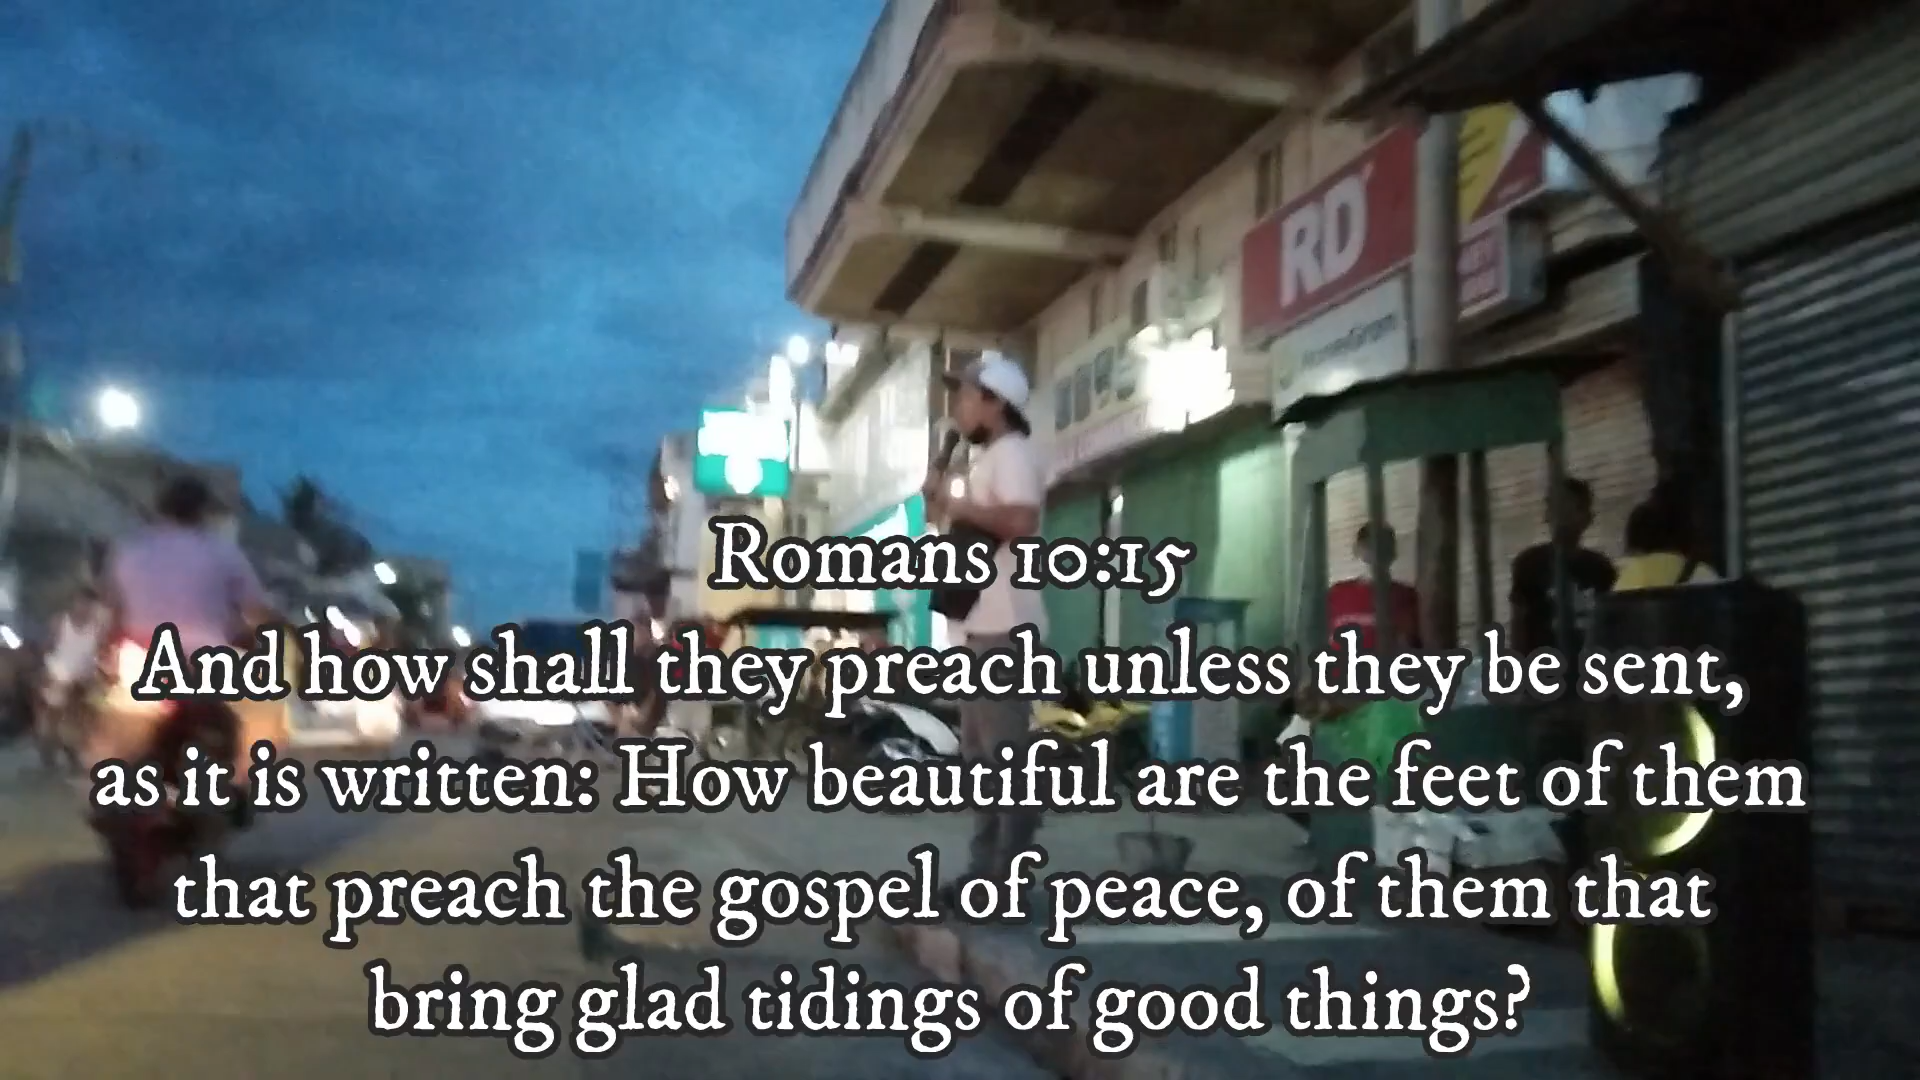 RD
MoneyGram
Romans 10:15
And how shall they preach unless they be sent,
as it is written: How beautiful are the feet of them
that preach the gospel of peace, of them that
bring glad tidings of good things?